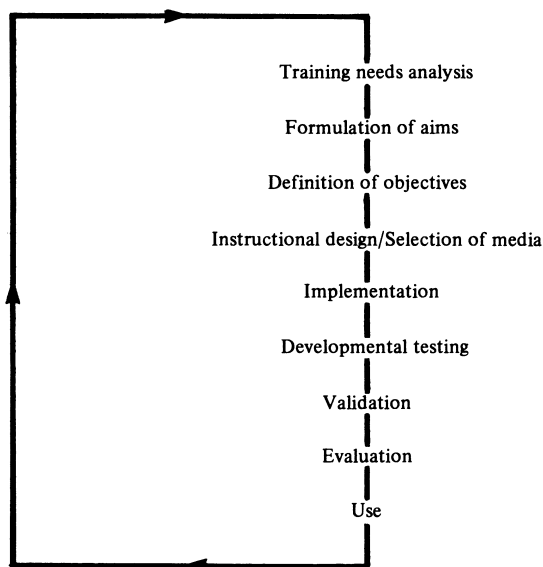 Training needs analysis
Formulation of aims
Definition of objectives
Instructional design/Selection of media
Implementation
Developmental testing
Validation
Evaluation
Use